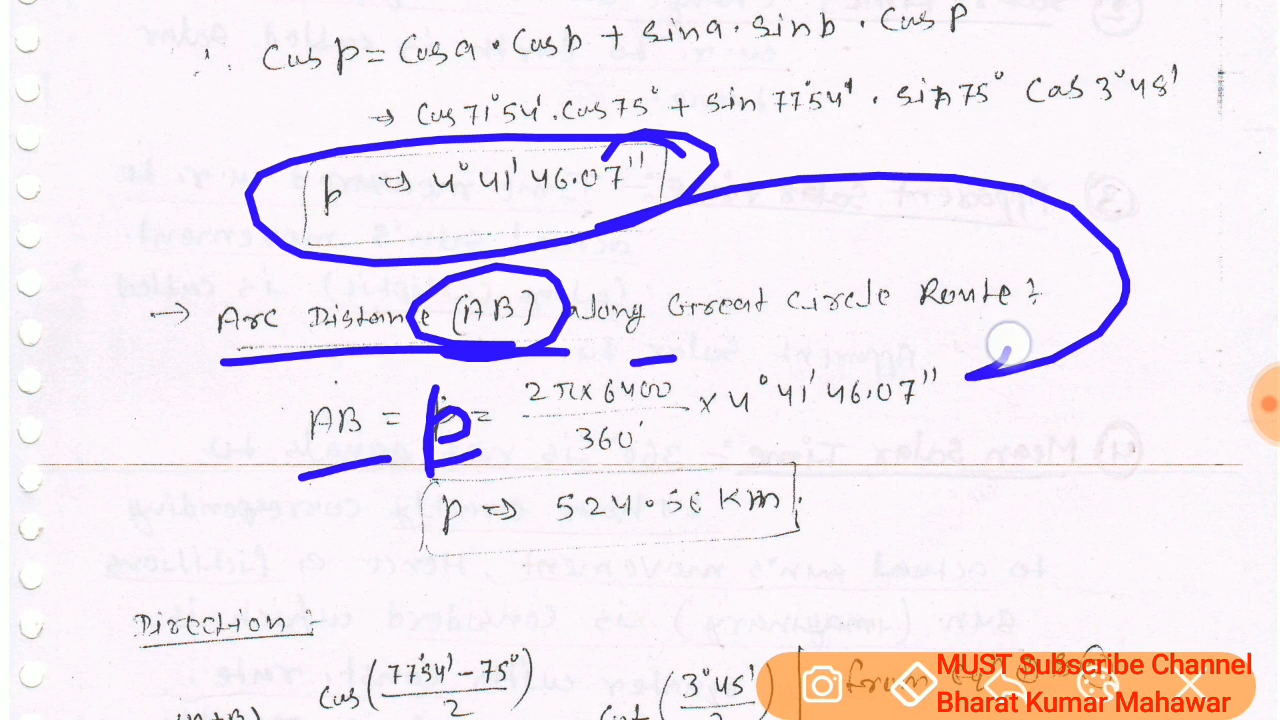 ∴ Cos p = Cos a · Cos b + sin a · sin b · Cos P
→ Cos 71°54' . Cos 75° + sin 77°54' . sin 75° Cos 3°48'
p ⇒ 4° 41' 46.07"
→ Arc Distance (AB) along Great Circle Route :
AB = p = 2π x 6400 / 360° x 4° 41' 46.07"
p ⇒ 524.56 Km
Direction :
Cos (77°54' - 75° / 2)
Cot (3°48' / 2)
from eqn
MUST Subscribe Channel
Bharat Kumar Mahawar